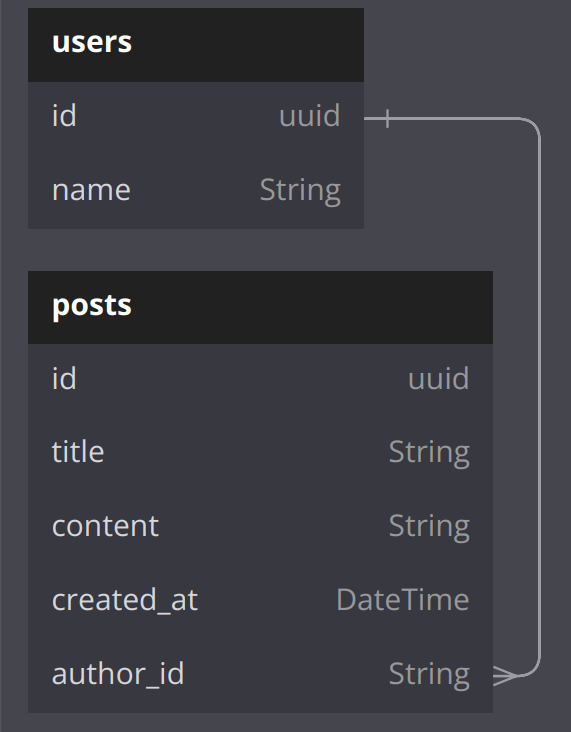 users
id uuid
name String
posts
id uuid
title String
content String
created_at DateTime
author_id String